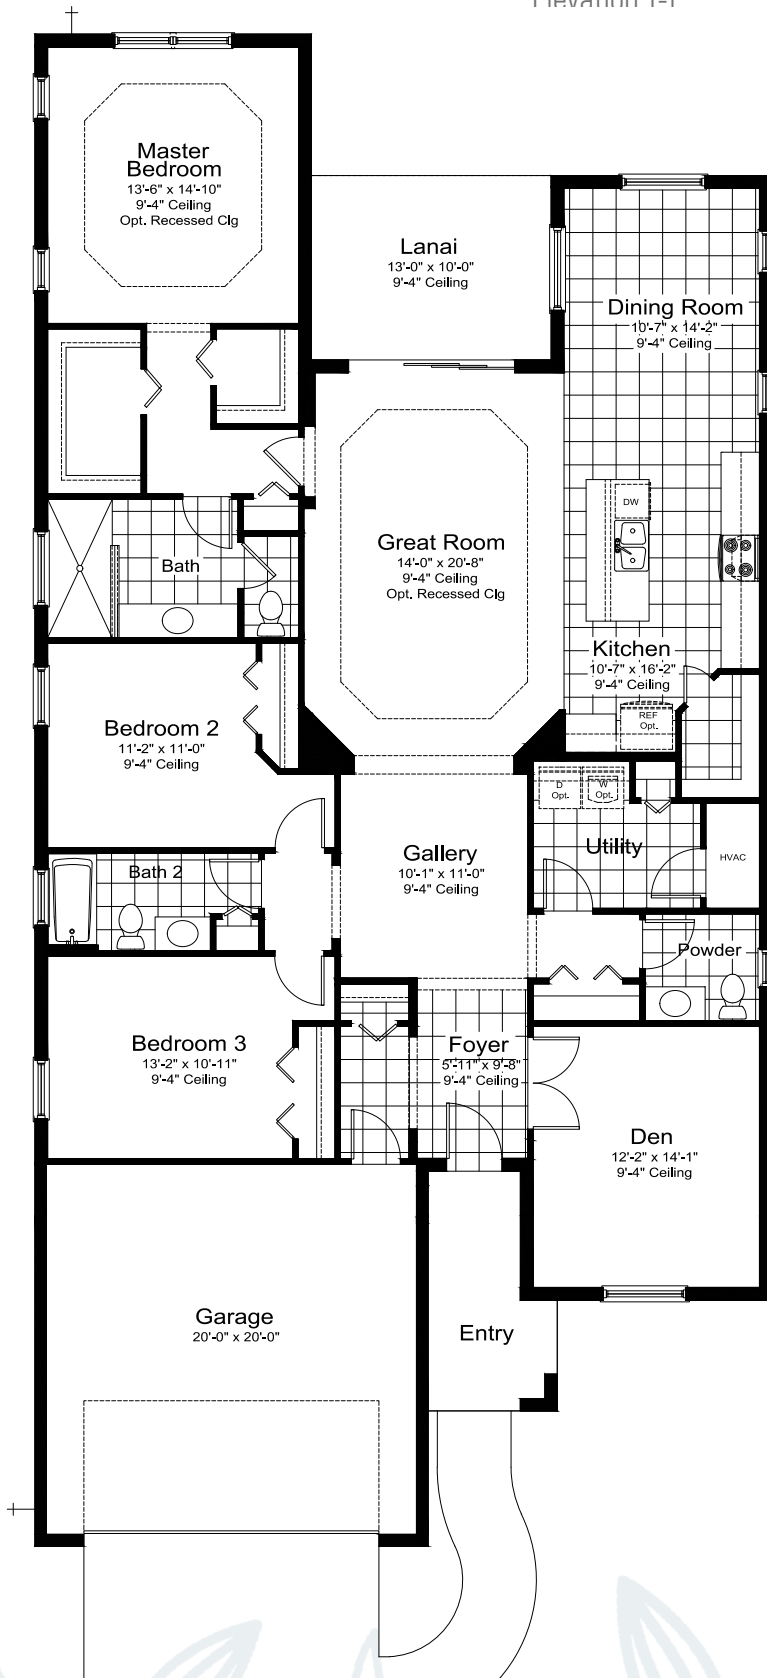 Elevation 1-F
Master
Bedroom
13'-6" x 14'-10"
9'-4" Ceiling
Opt. Recessed Clg
Lanai
13'-0" x 10'-0"
9'-4" Ceiling
Dining Room
10'-7" x 14'-2"
9'-4" Ceiling
DW
Great Room
14'-0" x 20'-8"
9'-4" Ceiling
Opt. Recessed Clg
Bath
Kitchen
10'-7" x 16'-2"
9'-4" Ceiling
REF
Opt.
Bedroom 2
11'-2" x 11'-0"
9'-4" Ceiling
D
Opt.
W
Opt.
Utility
HVAC
Gallery
10'-1" x 11'-0"
9'-4" Ceiling
Bath 2
Powder
Bedroom 3
13'-2" x 10'-11"
9'-4" Ceiling
Foyer
5'-11" x 9'-8"
9'-4" Ceiling
Den
12'-2" x 14'-1"
9'-4" Ceiling
Garage
20'-0" x 20'-0"
Entry